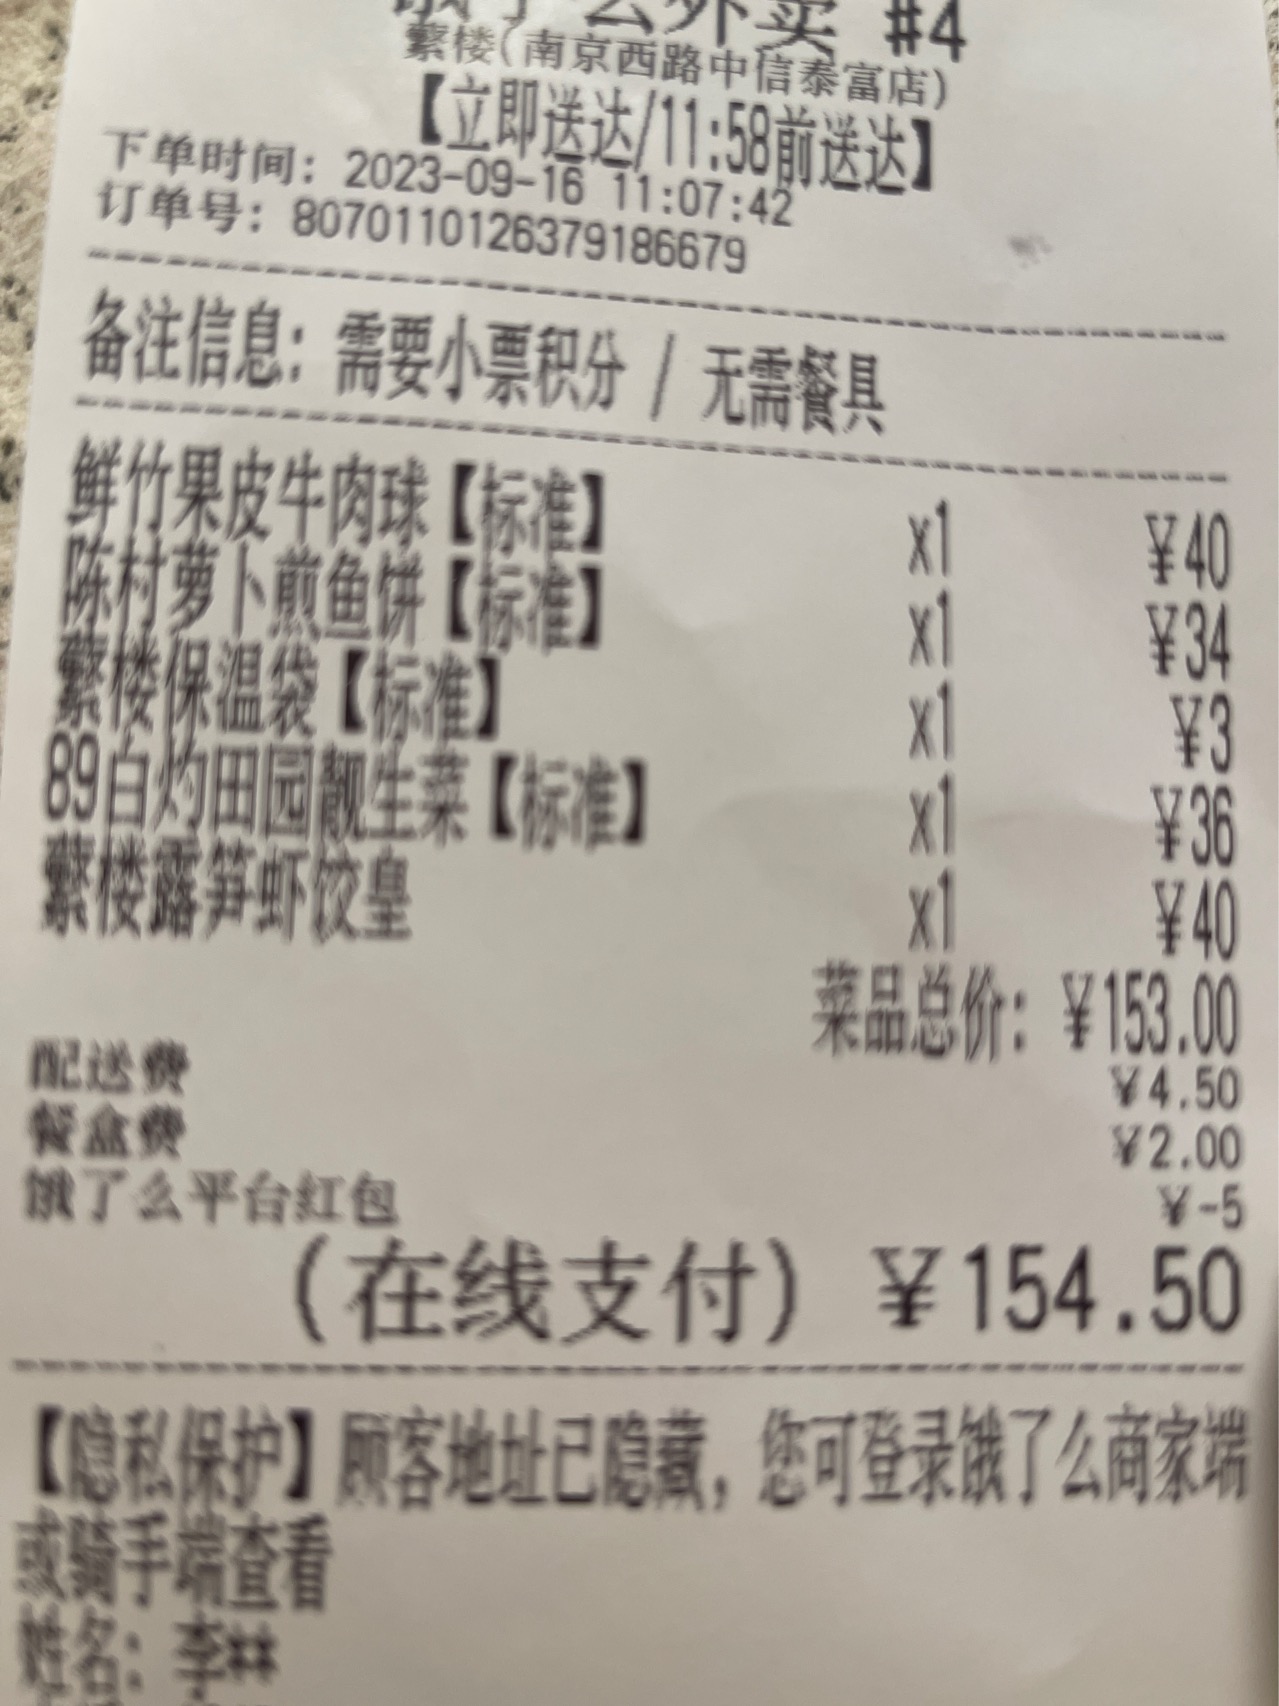 饿了么外卖 #4
蘩楼(南京西路中信泰富店)
【立即送达/11:58前送达】
下单时间: 2023-09-16 11:07:42
订单号: 8070110126379186679
备注信息: 需要小票积分 / 无需餐具
鲜竹果皮牛肉球【标准】 x1 ¥40
陈村萝卜煎鱼饼【标准】 x1 ¥34
蘩楼保温袋【标准】 x1 ¥3
89白灼田园靓生菜【标准】 x1 ¥36
蘩楼露笋虾饺皇 x1 ¥40
菜品总价: ¥153.00
配送费 ¥4.50
餐盒费 ¥2.00
饿了么平台红包 ¥-5
(在线支付) ¥154.50
【隐私保护】顾客地址已隐藏, 您可登录饿了么商家端
或骑手端查看
姓名: 李**